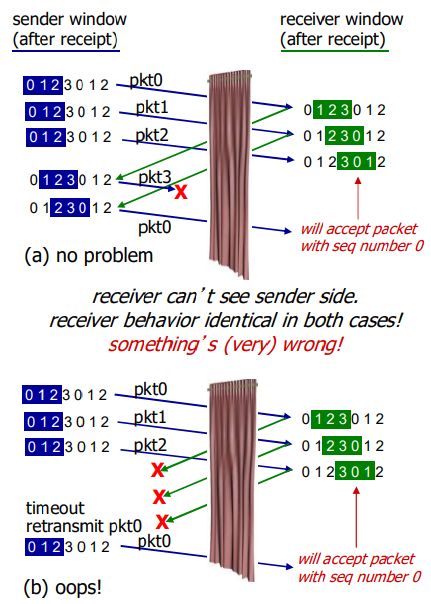 sender window
(after receipt)
receiver window
(after receipt)
0 1 2 3 0 1 2
pkt0
0 1 2 3 0 1 2
pkt1
0 1 2 3 0 1 2
pkt2
0 1 2 3 0 1 2
0 1 2 3 0 1 2
0 1 2 3 0 1 2
0 1 2 3 0 1 2
pkt3
X
0 1 2 3 0 1 2
pkt0
will accept packet
with seq number 0
(a) no problem
receiver can't see sender side.
receiver behavior identical in both cases!
something's (very) wrong!
0 1 2 3 0 1 2
pkt0
0 1 2 3 0 1 2
pkt1
0 1 2 3 0 1 2
pkt2
0 1 2 3 0 1 2
0 1 2 3 0 1 2
0 1 2 3 0 1 2
X
X
X
timeout
retransmit pkt0
0 1 2 3 0 1 2
pkt0
will accept packet
with seq number 0
(b) oops!